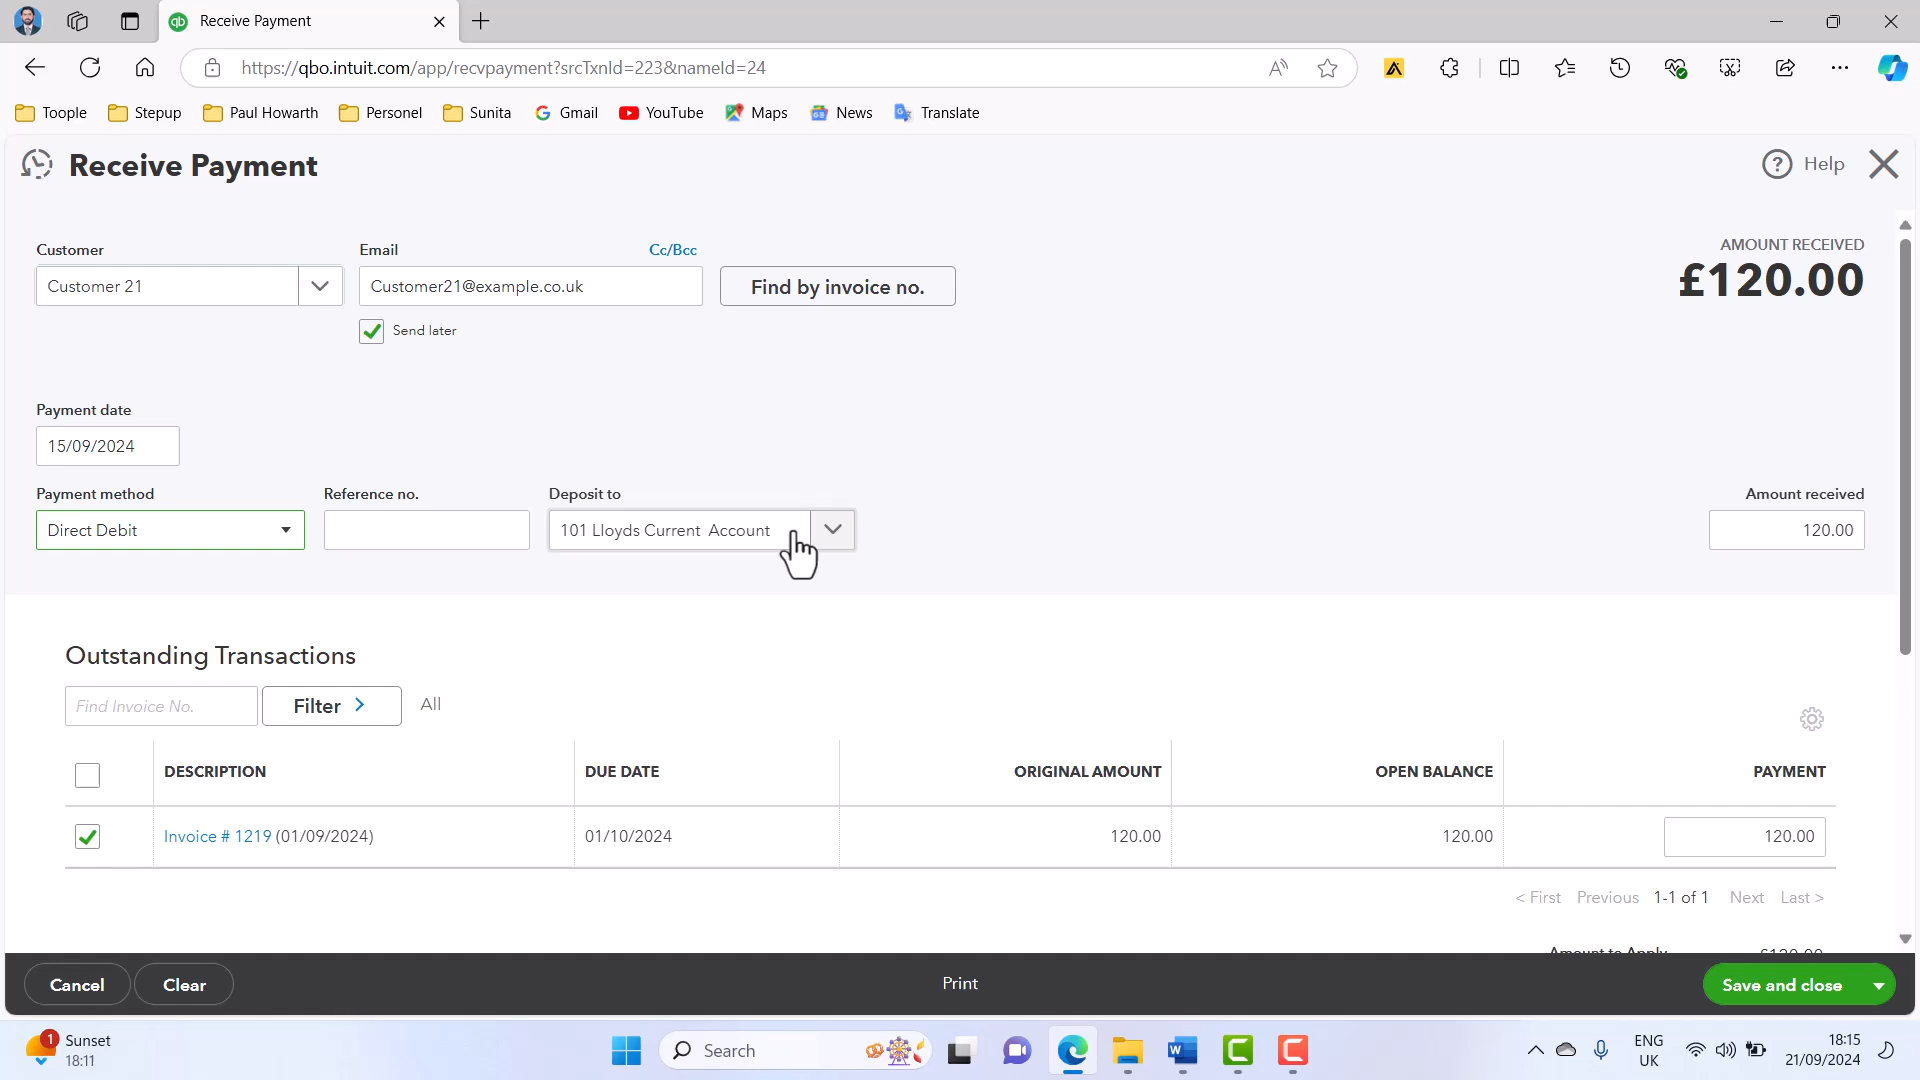 Receive Payment
https://qbo.intuit.com/app/recvpayment?srcTxnId=223&nameId=24
Toople Stepup Paul Howarth Personel Sunita Gmail YouTube Maps News Translate
Receive Payment
Help
Customer
Email
Cc/Bcc
AMOUNT RECEIVED
Customer 21
Customer21@example.co.uk
Find by invoice no.
£120.00
Send later
Payment date
15/09/2024
Payment method
Reference no.
Deposit to
Amount received
Direct Debit
101 Lloyds Current Account
120.00
Outstanding Transactions
Find Invoice No.
Filter
All
DESCRIPTION DUE DATE ORIGINAL AMOUNT OPEN BALANCE PAYMENT
Invoice # 1219 (01/09/2024) 01/10/2024 120.00 120.00 120.00
< First Previous 1-1 of 1 Next Last >
Amount to Apply £120.00
Cancel Clear Print Save and close
1 Sunset
18:11
Search
ENG
UK
18:15
21/09/2024